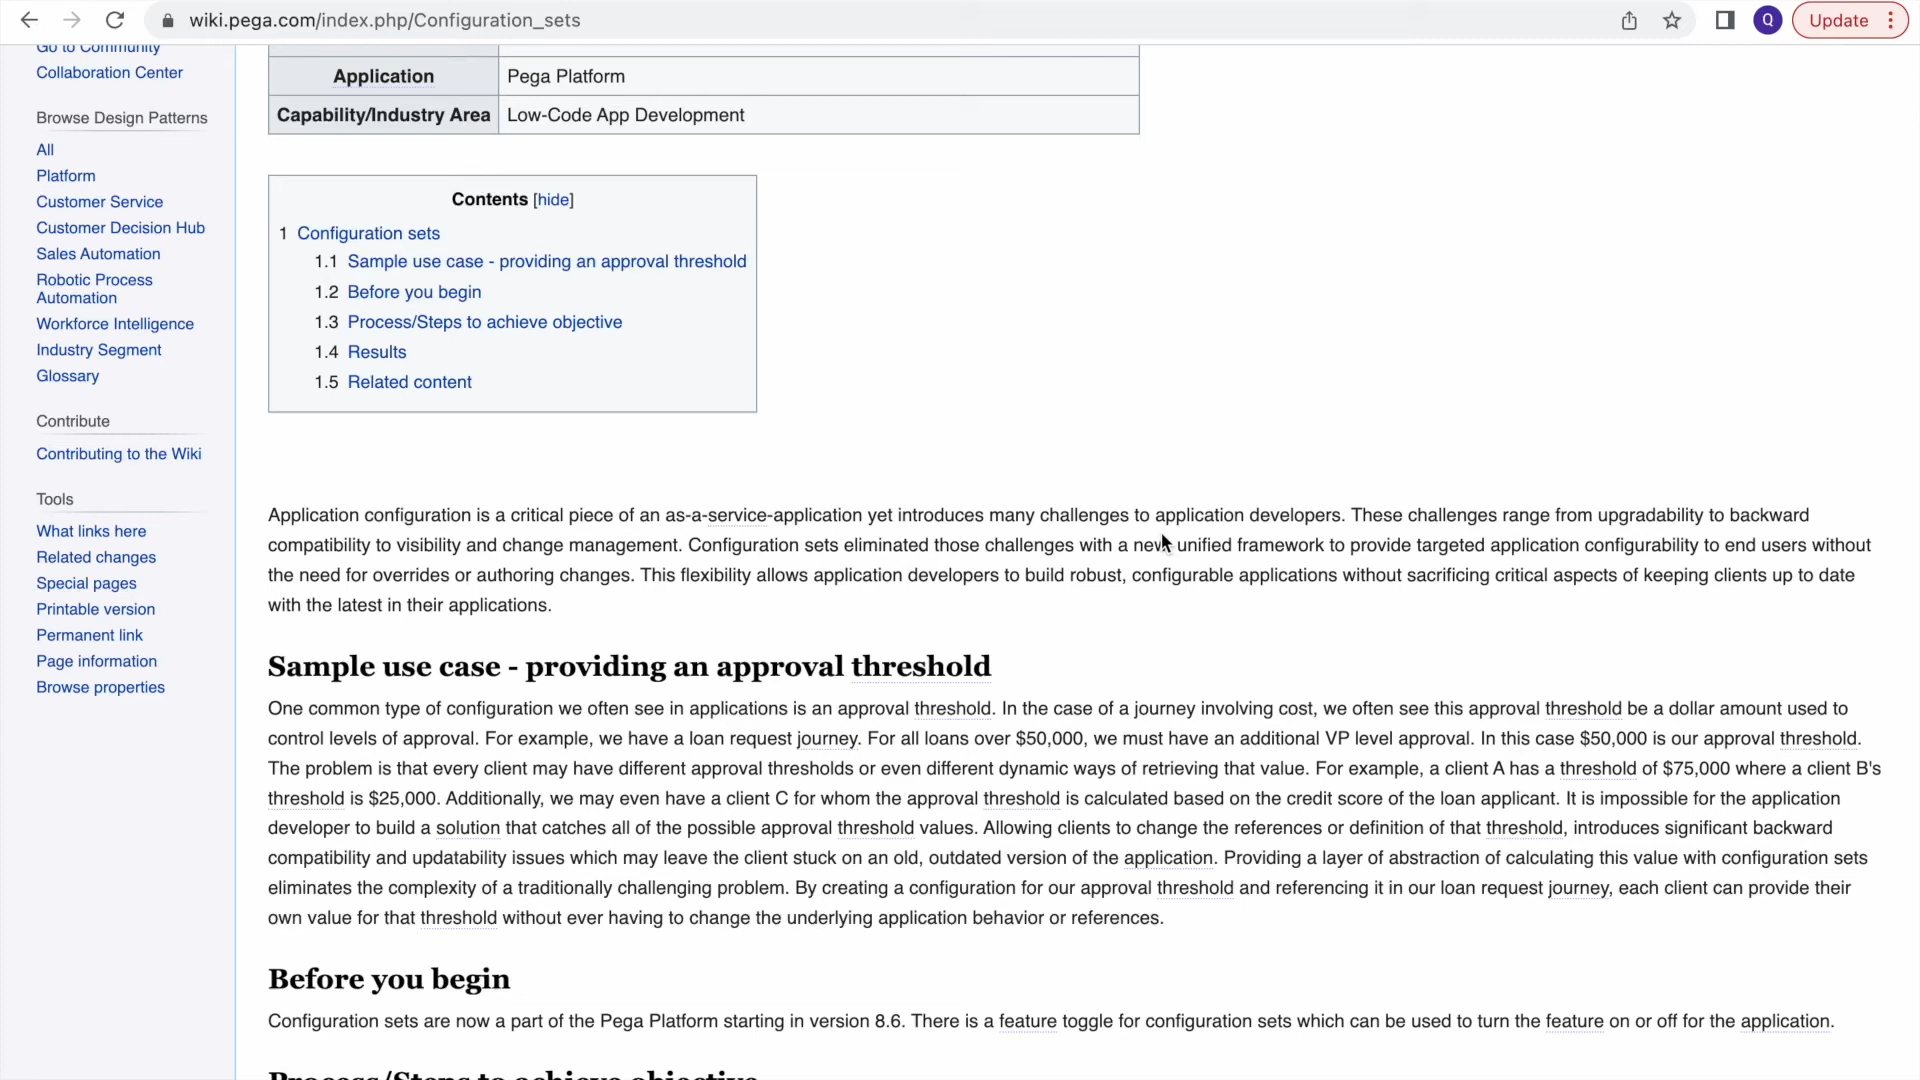 wiki.pega.com/index.php/Configuration_sets
Q
Update
Go to Community
Collaboration Center
Browse Design Patterns
All
Platform
Customer Service
Customer Decision Hub
Sales Automation
Robotic Process
Automation
Workforce Intelligence
Industry Segment
Glossary
Contribute
Contributing to the Wiki
Tools
What links here
Related changes
Special pages
Printable version
Permanent link
Page information
Browse properties
Application Pega Platform
Capability/Industry Area Low-Code App Development
Contents [hide]
1 Configuration sets
1.1 Sample use case - providing an approval threshold
1.2 Before you begin
1.3 Process/Steps to achieve objective
1.4 Results
1.5 Related content
Application configuration is a critical piece of an as-a-service-application yet introduces many challenges to application developers. These challenges range from upgradability to backward
compatibility to visibility and change management. Configuration sets eliminated those challenges with a new unified framework to provide targeted application configurability to end users without
the need for overrides or authoring changes. This flexibility allows application developers to build robust, configurable applications without sacrificing critical aspects of keeping clients up to date
with the latest in their applications.
Sample use case - providing an approval threshold
One common type of configuration we often see in applications is an approval threshold. In the case of a journey involving cost, we often see this approval threshold be a dollar amount used to
control levels of approval. For example, we have a loan request journey. For all loans over $50,000, we must have an additional VP level approval. In this case $50,000 is our approval threshold.
The problem is that every client may have different approval thresholds or even different dynamic ways of retrieving that value. For example, a client A has a threshold of $75,000 where a client B's
threshold is $25,000. Additionally, we may even have a client C for whom the approval threshold is calculated based on the credit score of the loan applicant. It is impossible for the application
developer to build a solution that catches all of the possible approval threshold values. Allowing clients to change the references or definition of that threshold, introduces significant backward
compatibility and updatability issues which may leave the client stuck on an old, outdated version of the application. Providing a layer of abstraction of calculating this value with configuration sets
eliminates the complexity of a traditionally challenging problem. By creating a configuration for our approval threshold and referencing it in our loan request journey, each client can provide their
own value for that threshold without ever having to change the underlying application behavior or references.
Before you begin
Configuration sets are now a part of the Pega Platform starting in version 8.6. There is a feature toggle for configuration sets which can be used to turn the feature on or off for the application.
Process/Steps to achieve objective